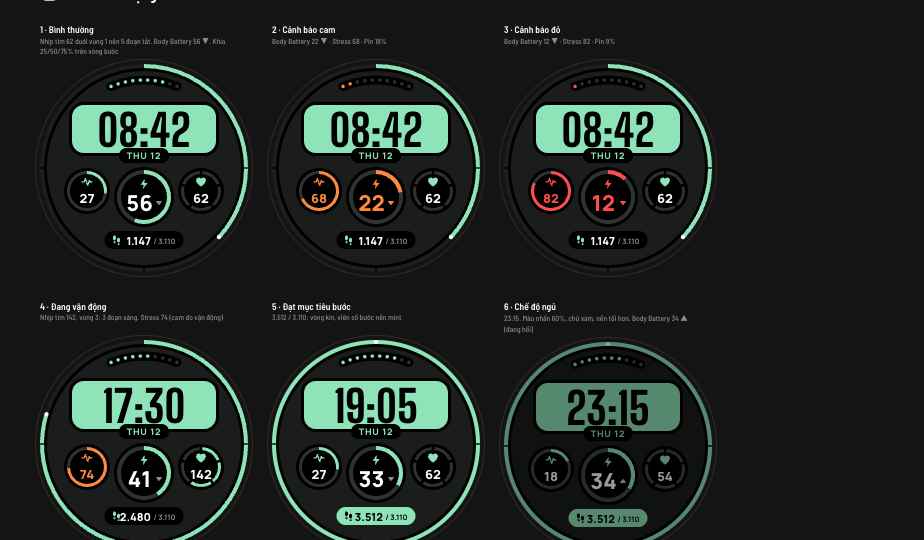 1 · Bình thường
Nhịp tim 62 dưới vùng 1 nên 5 đoạn tắt. Body Battery 56 ▼. Khía
25/50/75% trên vòng bước
08:42
THU 12
27
56
62
1.147 / 3.110
2 · Cảnh báo cam
Body Battery 22 ▼ · Stress 68 · Pin 18%
08:42
THU 12
68
22
62
1.147 / 3.110
3 · Cảnh báo đỏ
Body Battery 12 ▼ · Stress 82 · Pin 9%
08:42
THU 12
82
12
62
1.147 / 3.110
4 · Đang vận động
Nhịp tim 142, vùng 3: 3 đoạn sáng. Stress 74 (cam do vận động)
17:30
THU 12
74
41
142
2.480 / 3.110
5 · Đạt mục tiêu bước
3.512 / 3.110: vòng kín, viên số bước nền mint
19:05
THU 12
27
33
62
3.512 / 3.110
6 · Chế độ ngủ
23:15. Màu nhấn 60%, chữ xám, nền tối hơn. Body Battery 34 ▲
(đang hồi)
23:15
THU 12
18
34
54
3.512 / 3.110